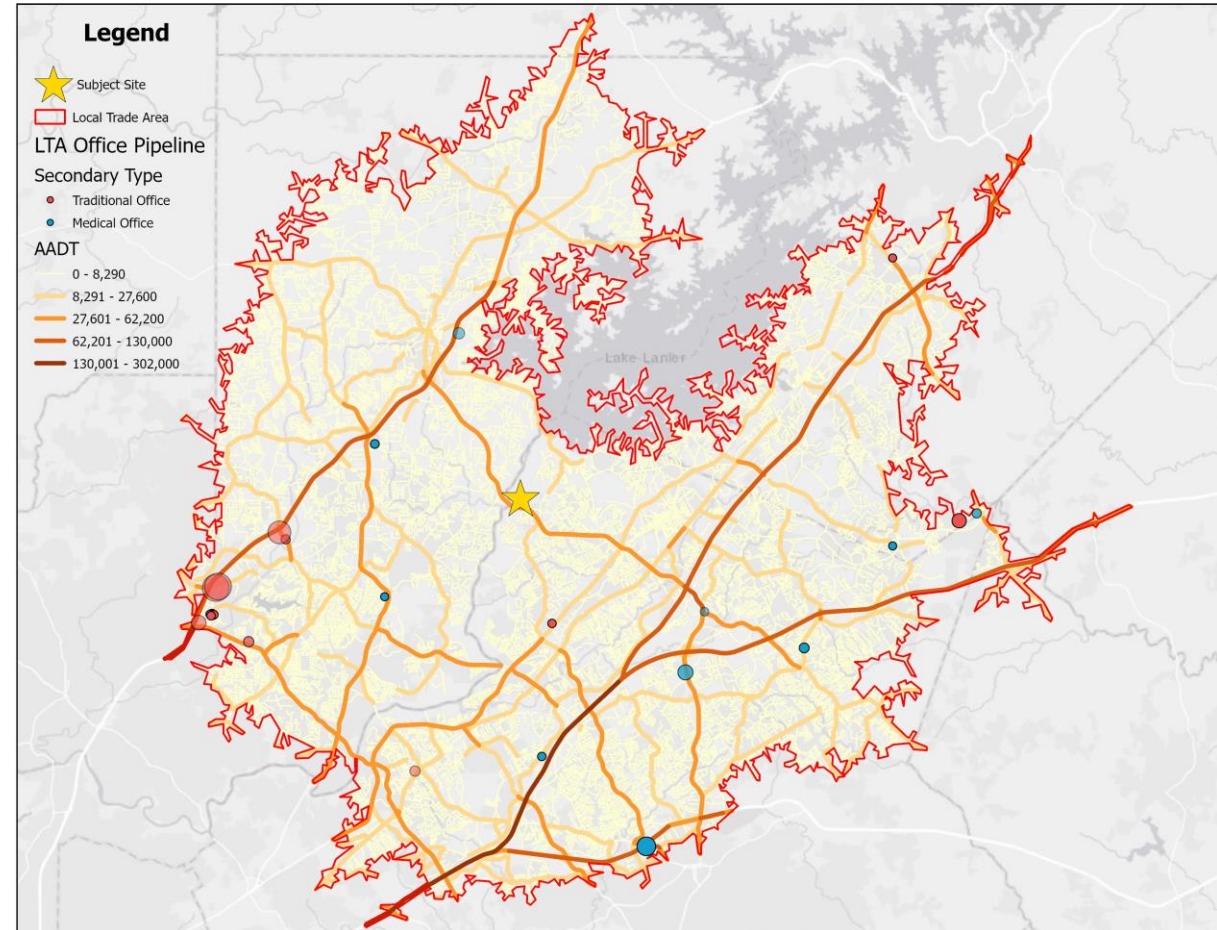 Legend
Subject Site
Local Trade Area
LTA Office Pipeline
Secondary Type
Traditional Office
Medical Office
AADT
0 - 8,290
8,291 - 27,600
27,601 - 62,200
62,201 - 130,000
130,001 - 302,000
Lake Lanier